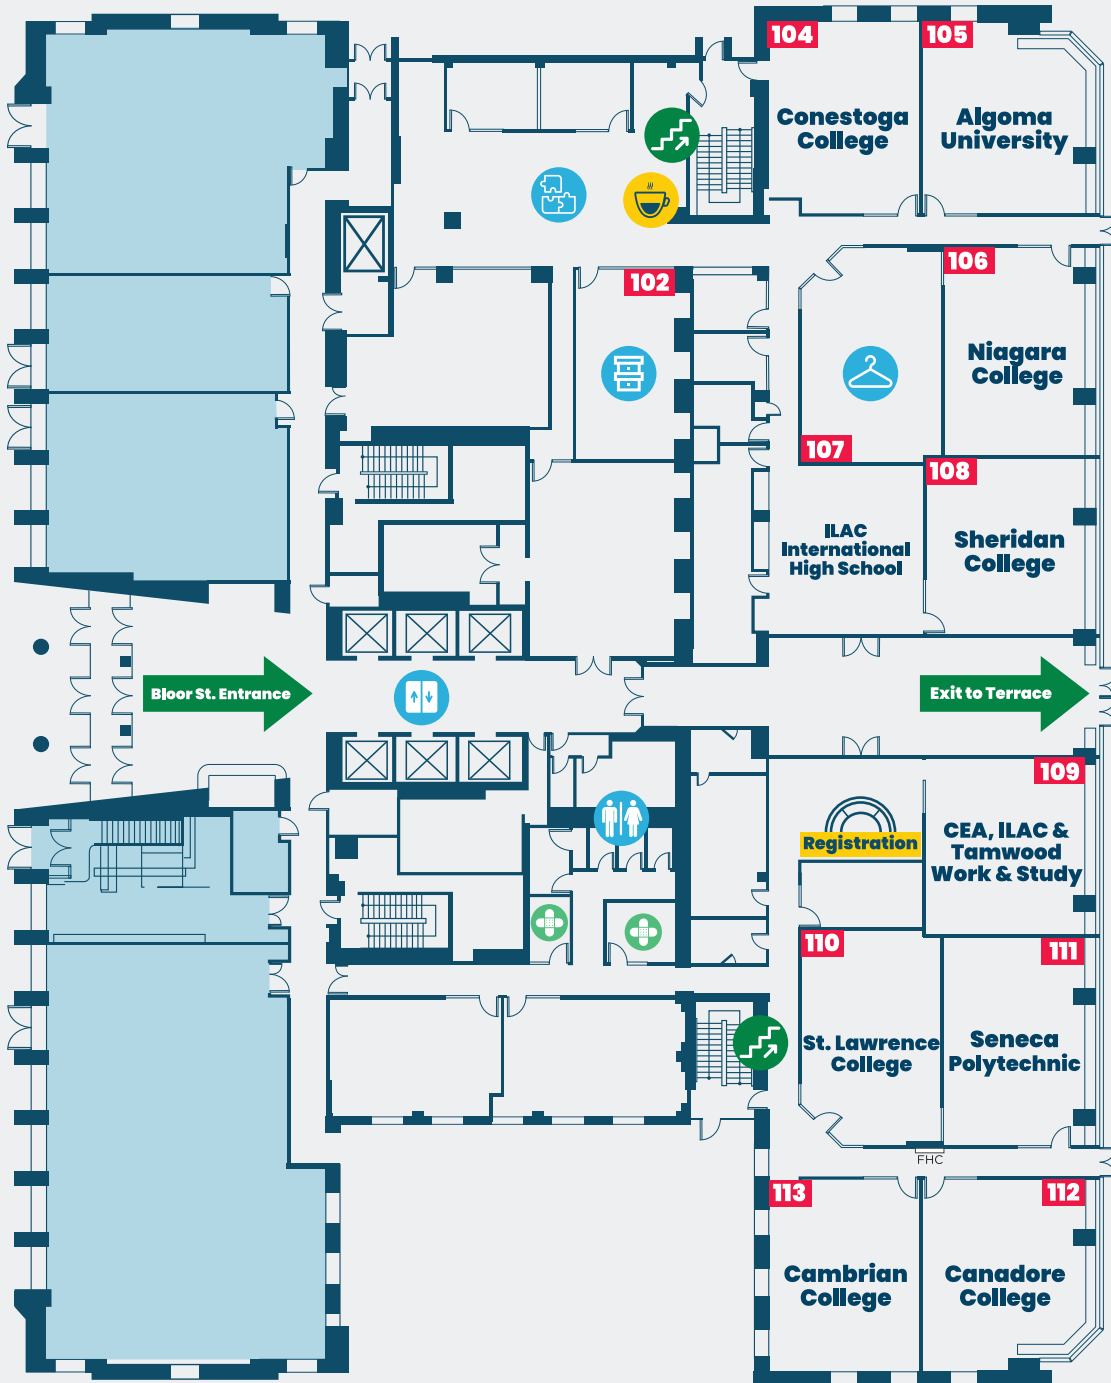 104
105
Conestoga
College
Algoma
University
102
106
Niagara
College
107
108
ILAC
International
High School
Sheridan
College
Bloor St. Entrance
Exit to Terrace
109
Registration
CEA, ILAC &
Tamwood
Work & Study
110
111
St. Lawrence
College
Seneca
Polytechnic
FHC
113
112
Cambrian
College
Canadore
College